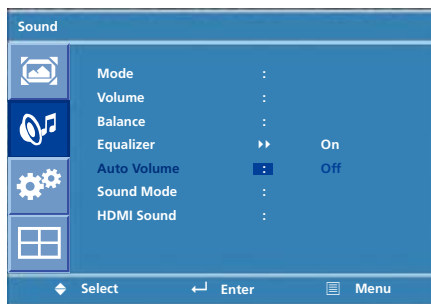 Sound
Mode :
Volume :
Balance :
Equalizer On
Auto Volume : Off
Sound Mode :
HDMI Sound :
Select Enter Menu